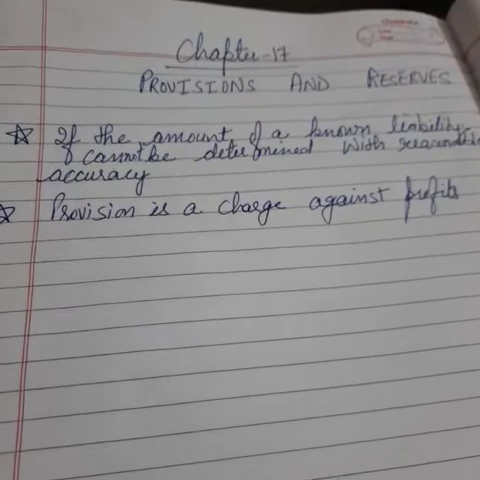 Chapter-17
PROVISIONS AND RESERVES
If the amount of a known liability
cannot be determined with
accuracy
Provision is a charge against profits